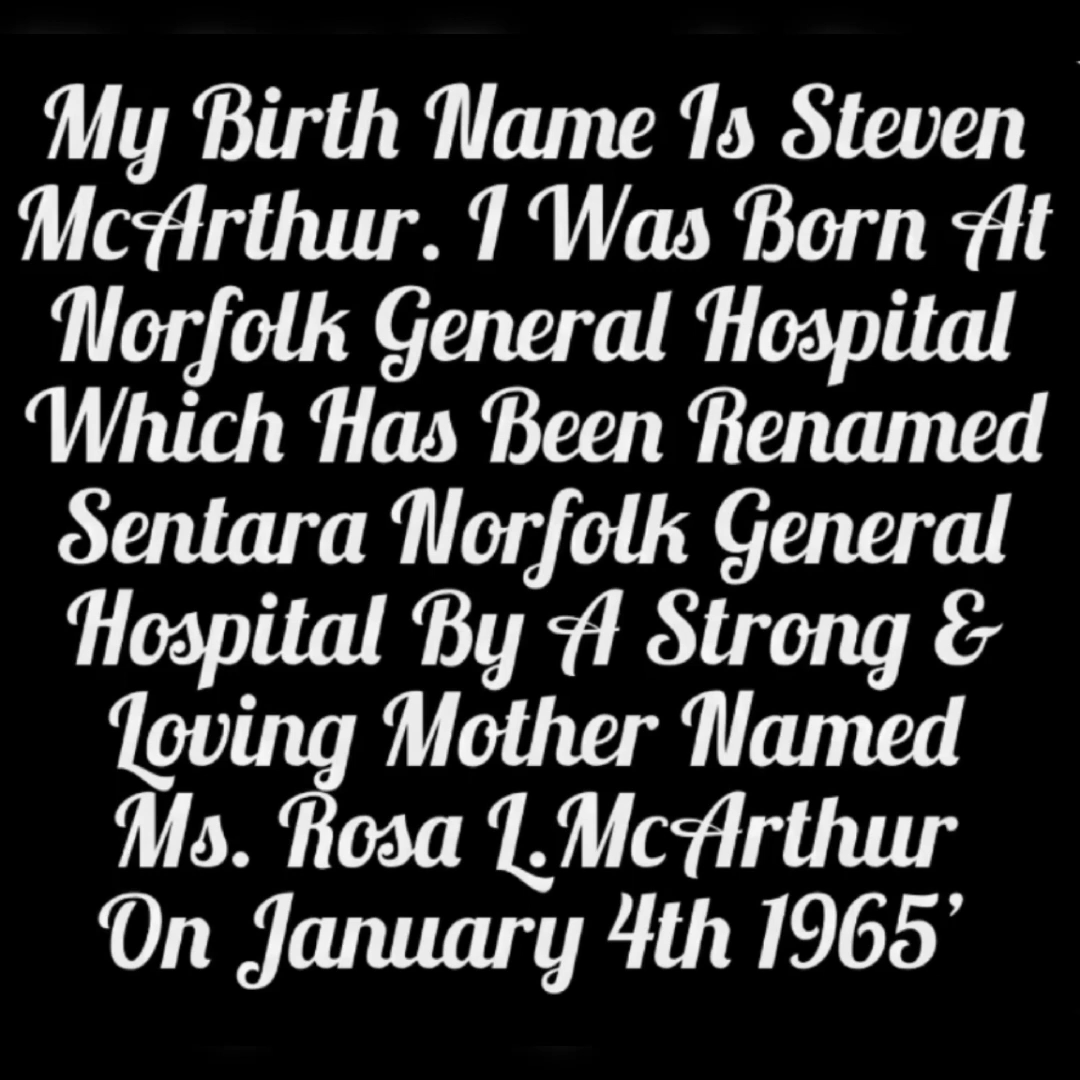 My Birth Name Is Steven
McArthur. I Was Born At
Norfolk General Hospital
Which Has Been Renamed
Sentara Norfolk General
Hospital By A Strong &
Loving Mother Named
Ms. Rosa L.McArthur
On January 4th 1965’